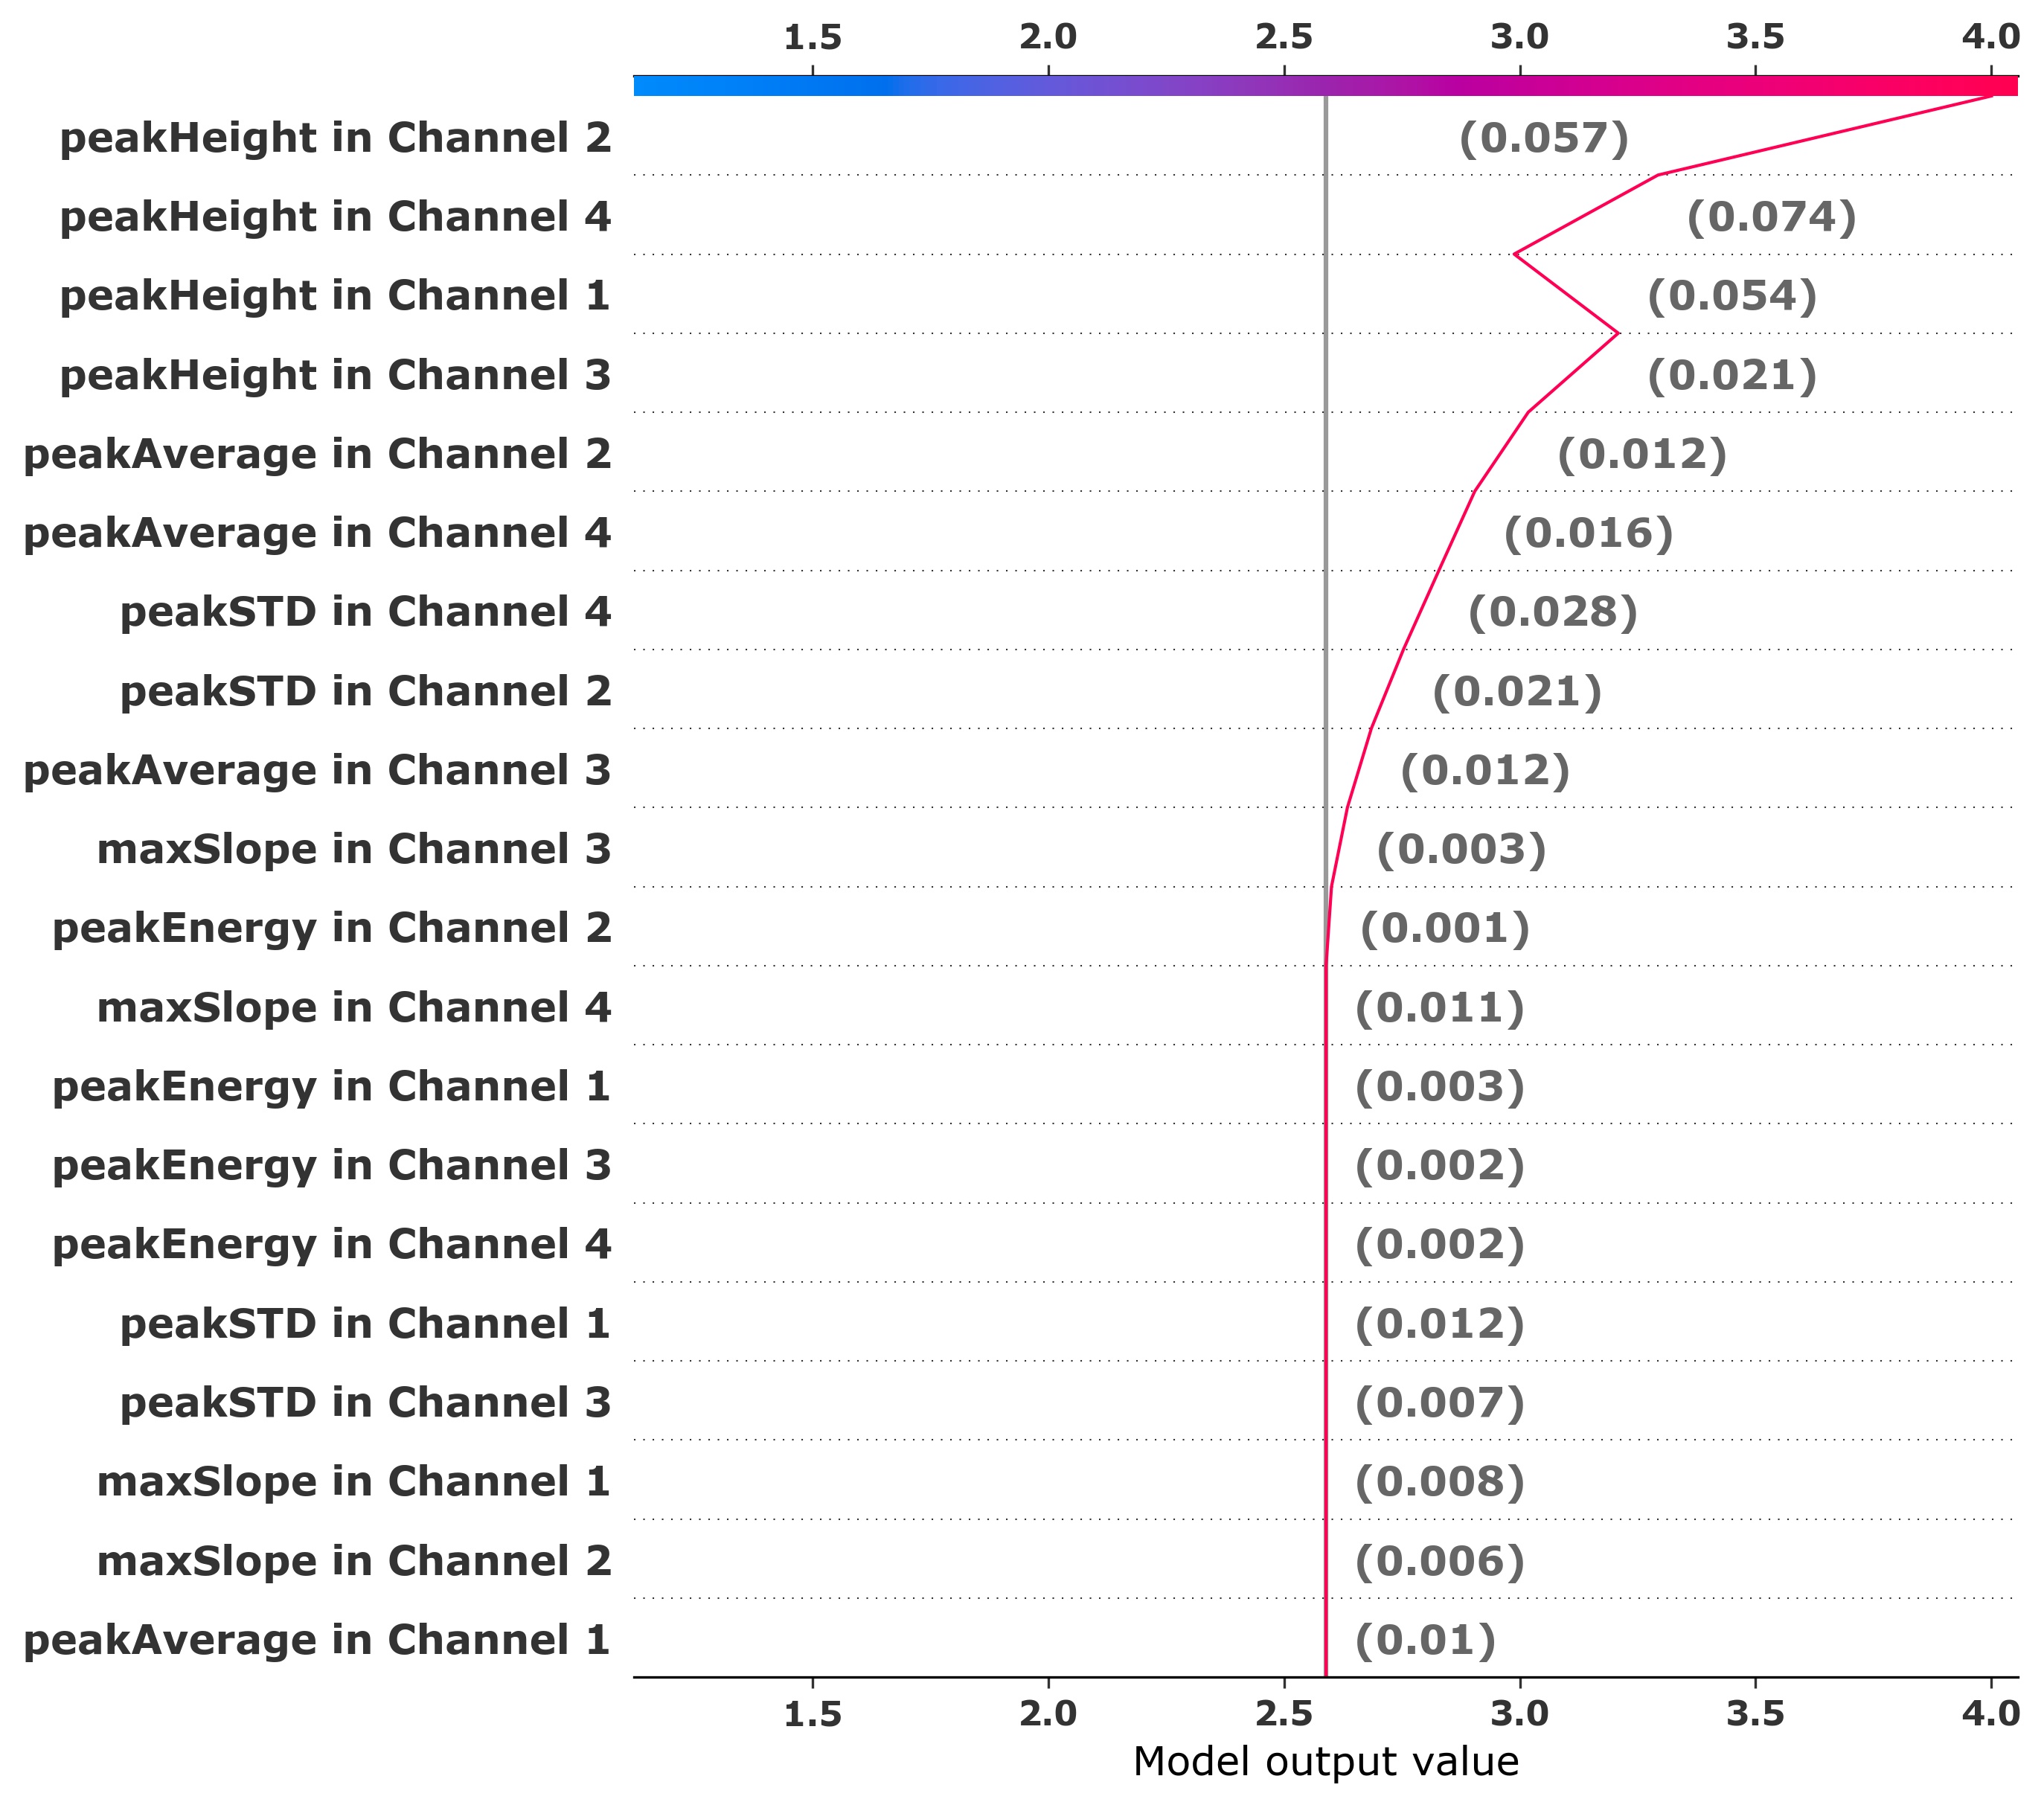 1.5 2.0 2.5 3.0 3.5 4.0
peakHeight in Channel 2 (0.057)
peakHeight in Channel 4 (0.074)
peakHeight in Channel 1 (0.054)
peakHeight in Channel 3 (0.021)
peakAverage in Channel 2 (0.012)
peakAverage in Channel 4 (0.016)
peakSTD in Channel 4 (0.028)
peakSTD in Channel 2 (0.021)
peakAverage in Channel 3 (0.012)
maxSlope in Channel 3 (0.003)
peakEnergy in Channel 2 (0.001)
maxSlope in Channel 4 (0.011)
peakEnergy in Channel 1 (0.003)
peakEnergy in Channel 3 (0.002)
peakEnergy in Channel 4 (0.002)
peakSTD in Channel 1 (0.012)
peakSTD in Channel 3 (0.007)
maxSlope in Channel 1 (0.008)
maxSlope in Channel 2 (0.006)
peakAverage in Channel 1 (0.01)
1.5 2.0 2.5 3.0 3.5 4.0
Model output value